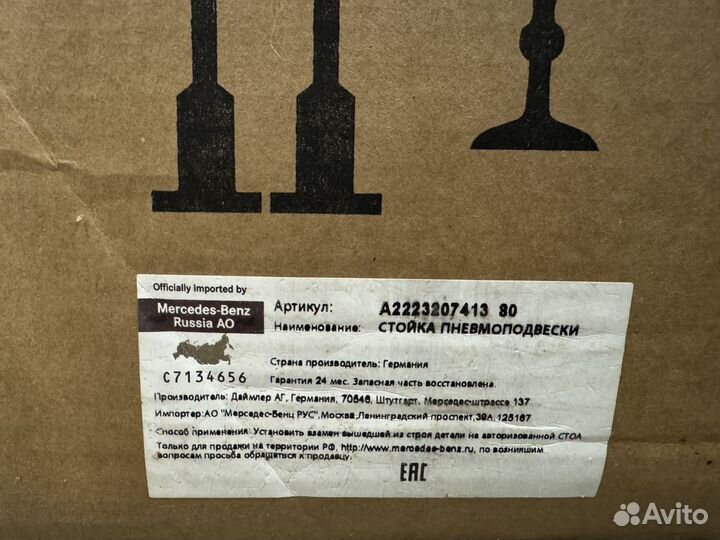 Officially Imported by
Mercedes-Benz
Russia AO
C7134656
Артикул: A2223207413 80
Наименование: СТОЙКА ПНЕВМОПОДВЕСКИ
Страна производитель: Германия
Гарантия 24 мес. Запасная часть восстановлена
Производитель: Даймлер АГ, Германия, 70546, Штутгарт, Мерседес-штрассе 137
Импортер:АО "Мерседес-Бенц РУС",Москва,Ленинградский проспект,39А,125167
Способ применения: Установить взамен вышедшей из строя детали на авторизованной СТОА
Только для продажи на территории РФ, http://www.mercedes-benz.ru, по возникшим
вопросам просьба обращаться к продавцу.
EAC
Avito